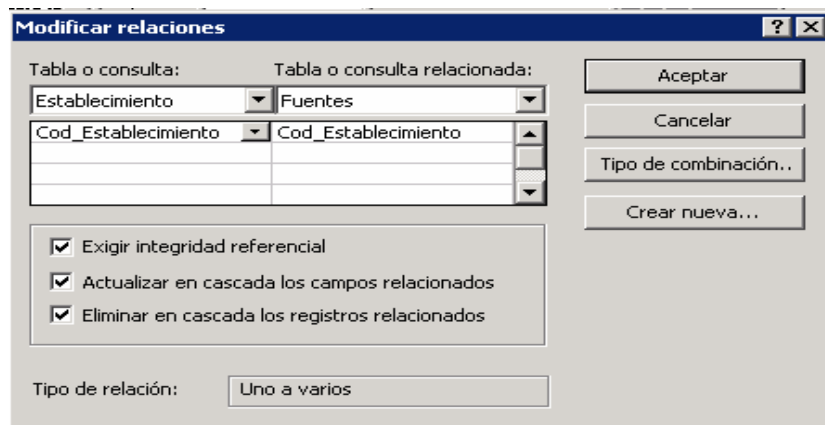 Modificar relaciones
Tabla o consulta: Tabla o consulta relacionada:
Establecimiento Fuentes
Cod_Establecimiento Cod_Establecimiento
Aceptar
Cancelar
Tipo de combinación..
Crear nueva...
Exigir integridad referencial
Actualizar en cascada los campos relacionados
Eliminar en cascada los registros relacionados
Tipo de relación: Uno a varios